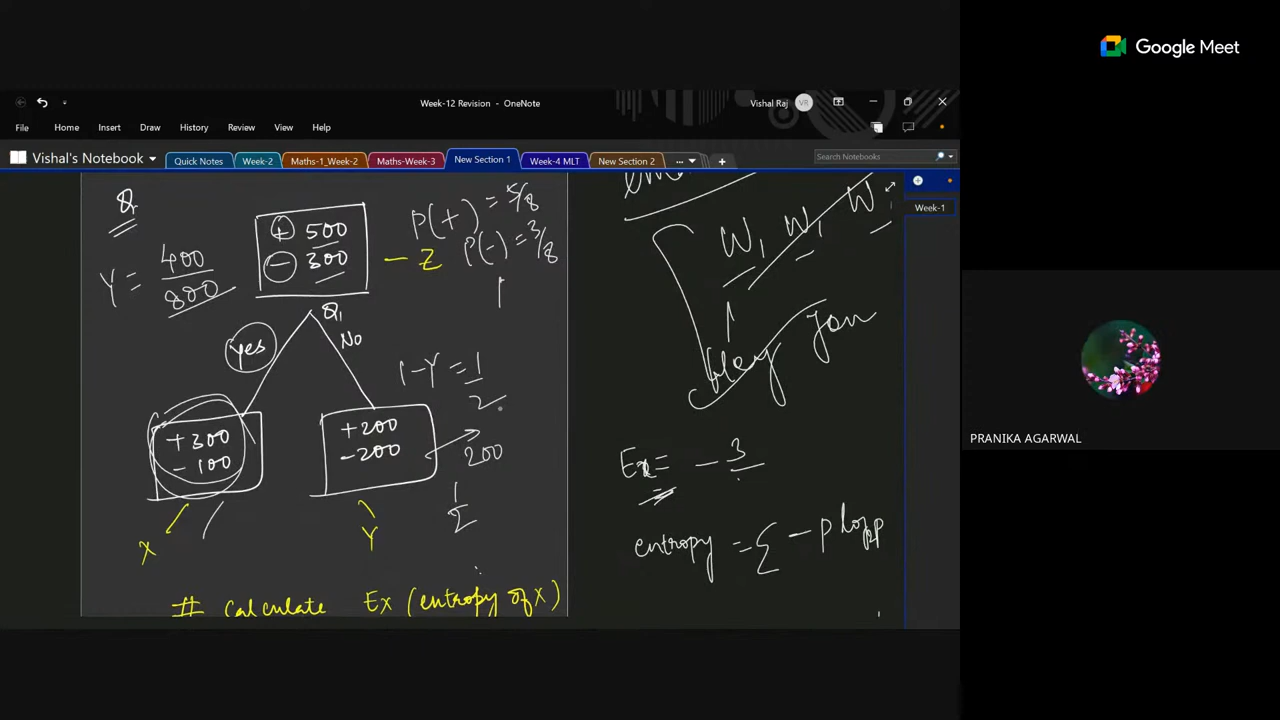 Google Meet
Week-12 Revision - OneNote
Vishal Raj
VR
File Home Insert Draw History Review View Help
Vishal's Notebook
Quick Notes Week-2 Maths-1_Week-2 Maths-Week-3 New Section 1 Week-4 MLT New Section 2 ...
Search Notebooks
Week-1
Q
+ 500
- 300
- Z
P(+) = 5/8
P(-) = 3/8
Y = 400/800
Q1
Yes
No
1-Y = 1/2
+300
-100
+200
-200
200
1/2
X
Y
# Calculate Ex (entropy of X)
W1 W1 W
Ex = - 3
entropy = Σ - p log p
PRANIKA AGARWAL